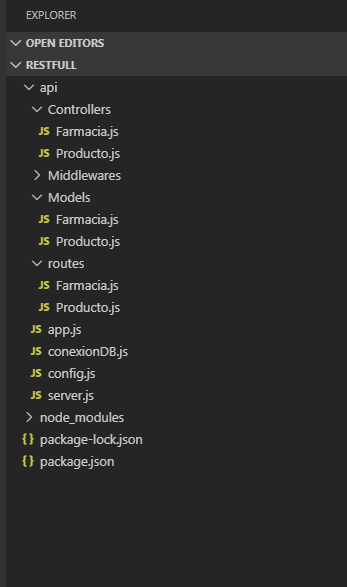 EXPLORER
OPEN EDITORS
RESTFULL
api
Controllers
JS Farmacia.js
JS Producto.js
Middlewares
Models
JS Farmacia.js
JS Producto.js
routes
JS Farmacia.js
JS Producto.js
JS app.js
JS conexionDB.js
JS config.js
JS server.js
node_modules
{} package-lock.json
{} package.json